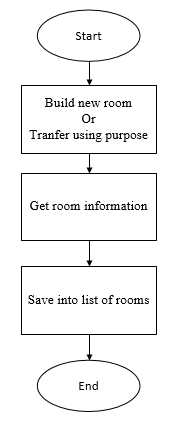 Start
Build new room
Or
Tranfer using purpose
Get room information
Save into list of rooms
End